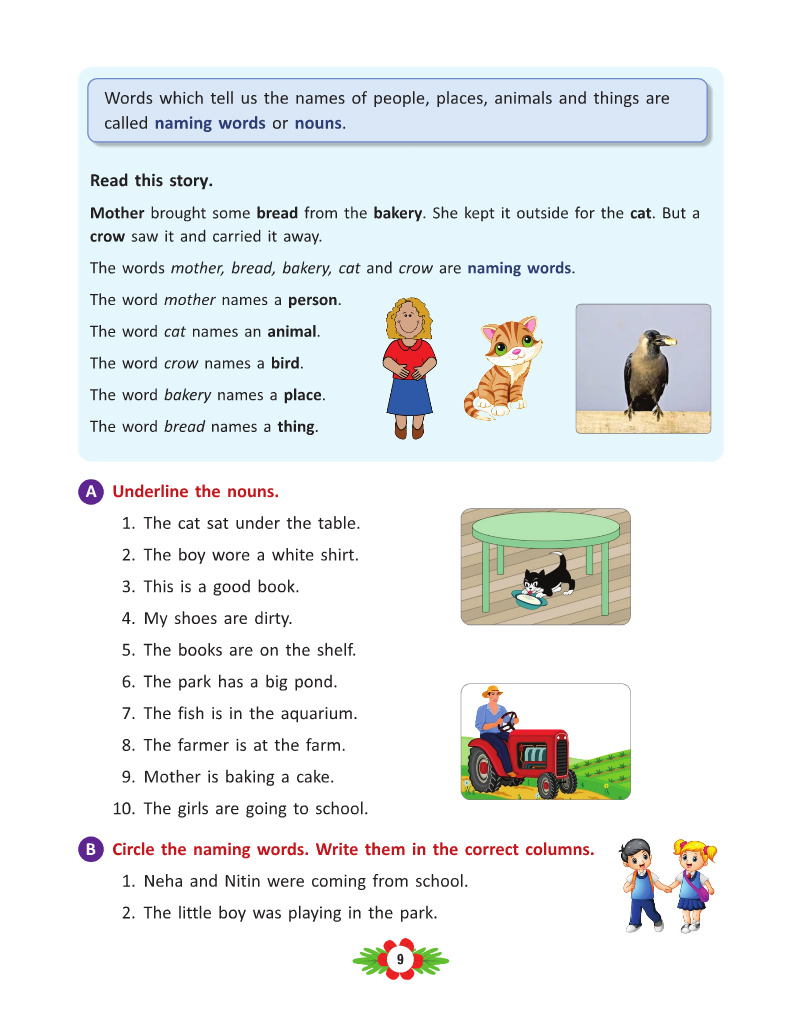 Words which tell us the names of people, places, animals and things are
called naming words or nouns.
Read this story.
Mother brought some bread from the bakery. She kept it outside for the cat. But a
crow saw it and carried it away.
The words mother, bread, bakery, cat and crow are naming words.
The word mother names a person.
The word cat names an animal.
The word crow names a bird.
The word bakery names a place.
The word bread names a thing.
A Underline the nouns.
1. The cat sat under the table.
2. The boy wore a white shirt.
3. This is a good book.
4. My shoes are dirty.
5. The books are on the shelf.
6. The park has a big pond.
7. The fish is in the aquarium.
8. The farmer is at the farm.
9. Mother is baking a cake.
10. The girls are going to school.
B Circle the naming words. Write them in the correct columns.
1. Neha and Nitin were coming from school.
2. The little boy was playing in the park.
9